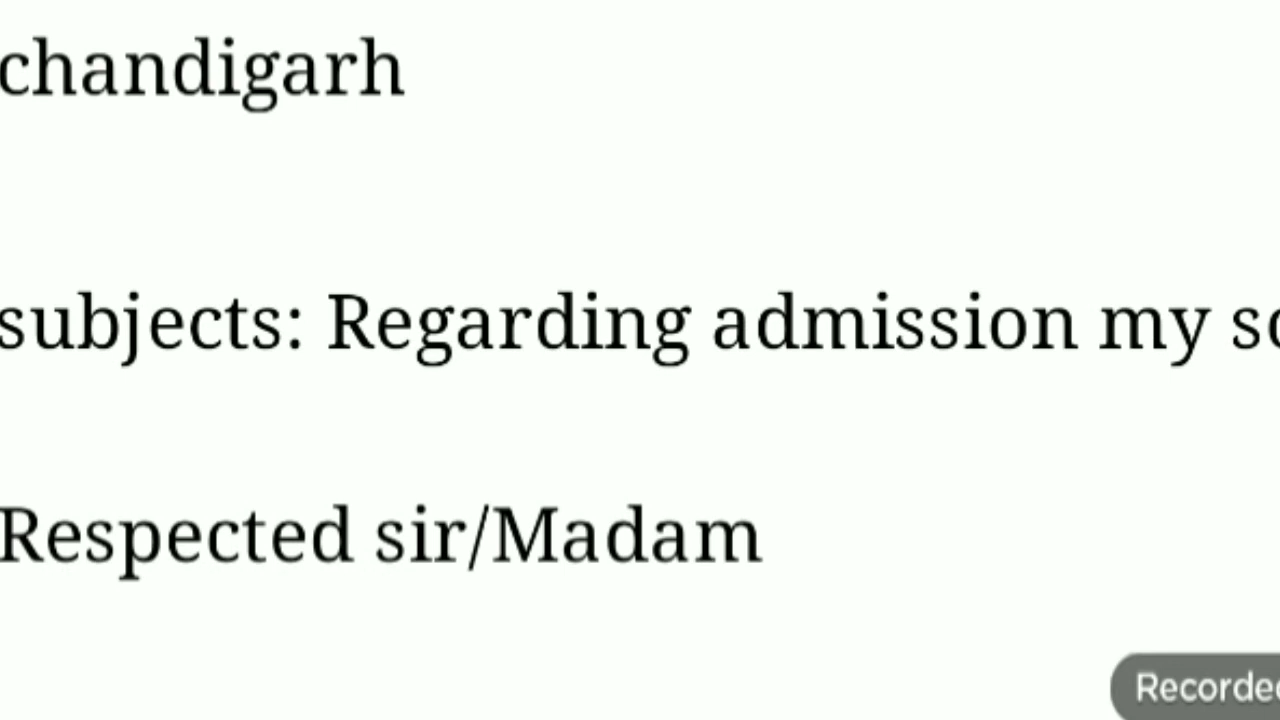 chandigarh
subjects: Regarding admission my
Respected sir/Madam